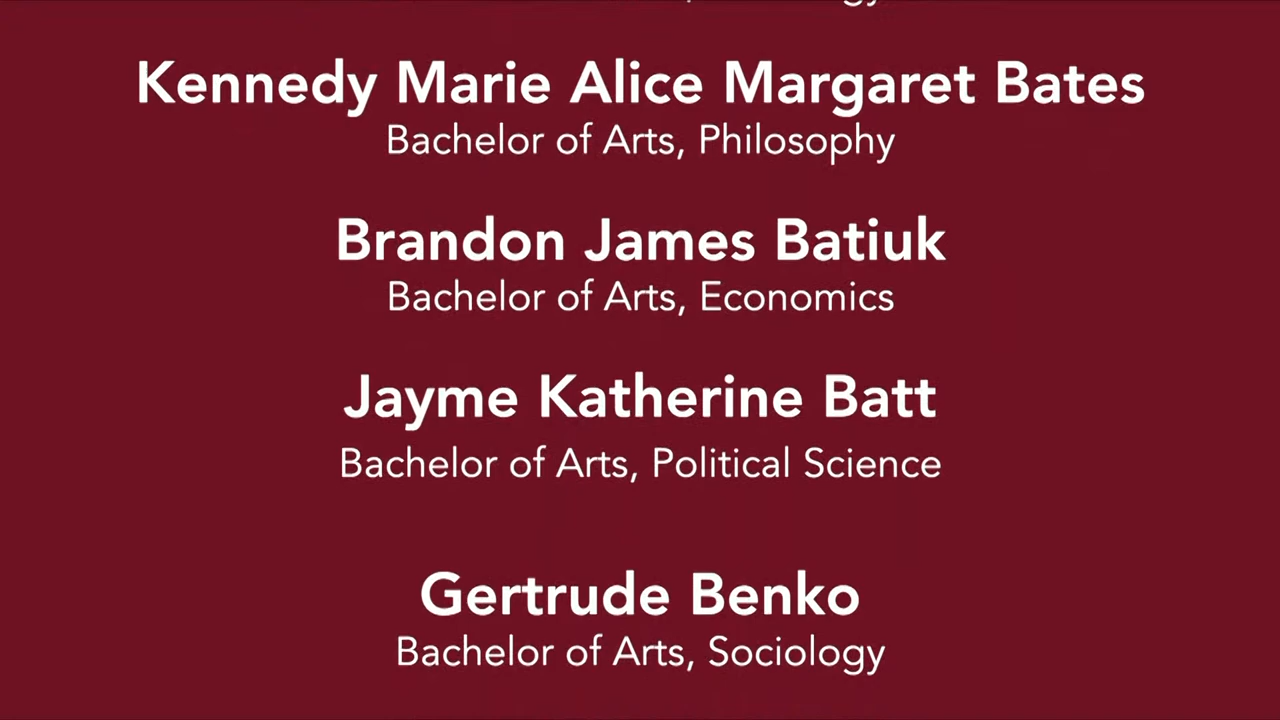 Kennedy Marie Alice Margaret Bates
Bachelor of Arts, Philosophy
Brandon James Batiuk
Bachelor of Arts, Economics
Jayme Katherine Batt
Bachelor of Arts, Political Science
Gertrude Benko
Bachelor of Arts, Sociology